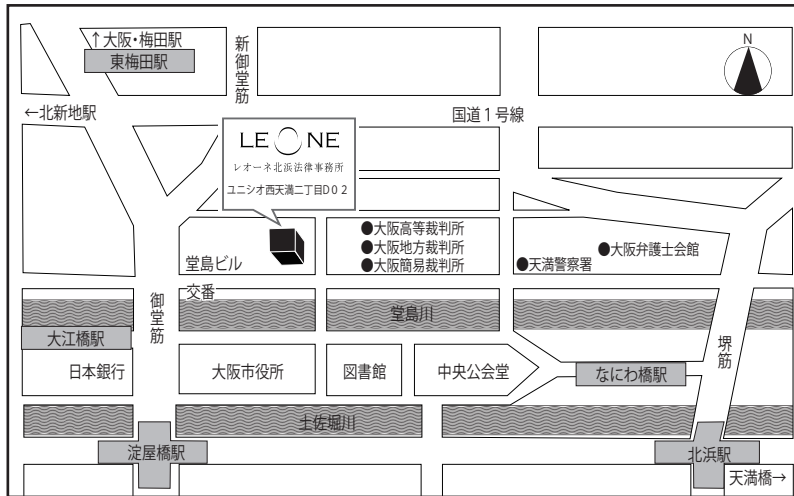 ↑大阪・梅田駅
東梅田駅
新御堂筋
N
←北新地駅
国道1号線
LEONE
レオーネ北浜法律事務所
ユニシオ西天満二丁目D02
●大阪高等裁判所
●大阪地方裁判所
●大阪簡易裁判所
●大阪弁護士会館
●天満警察署
堂島ビル
交番
御堂筋
堂島川
大江橋駅
堺筋
日本銀行
大阪市役所
図書館
中央公会堂
なにわ橋駅
土佐堀川
淀屋橋駅
北浜駅
天満橋→